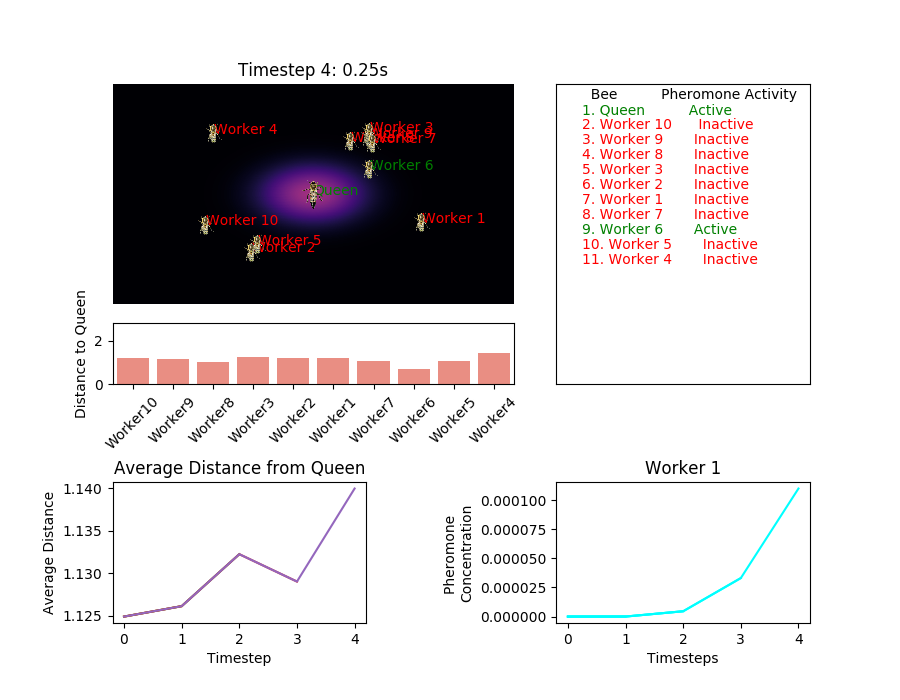 Timestep 4: 0.25s
Worker 4
Worker 3
Worker 7
Worker 6
Queen
Worker 10
Worker 1
Worker 5
Worker 2
Bee Pheromone Activity
1. Queen Active
2. Worker 10 Inactive
3. Worker 9 Inactive
4. Worker 8 Inactive
5. Worker 3 Inactive
6. Worker 2 Inactive
7. Worker 1 Inactive
8. Worker 7 Inactive
9. Worker 6 Active
10. Worker 5 Inactive
11. Worker 4 Inactive
Distance to Queen
2
0
Worker10
Worker9
Worker8
Worker3
Worker2
Worker1
Worker7
Worker6
Worker5
Worker4
Average Distance from Queen
Average Distance
1.140
1.135
1.130
1.125
0 1 2 3 4
Timestep
Worker 1
Pheromone
Concentration
0.000100
0.000075
0.000050
0.000025
0.000000
0 1 2 3 4
Timesteps